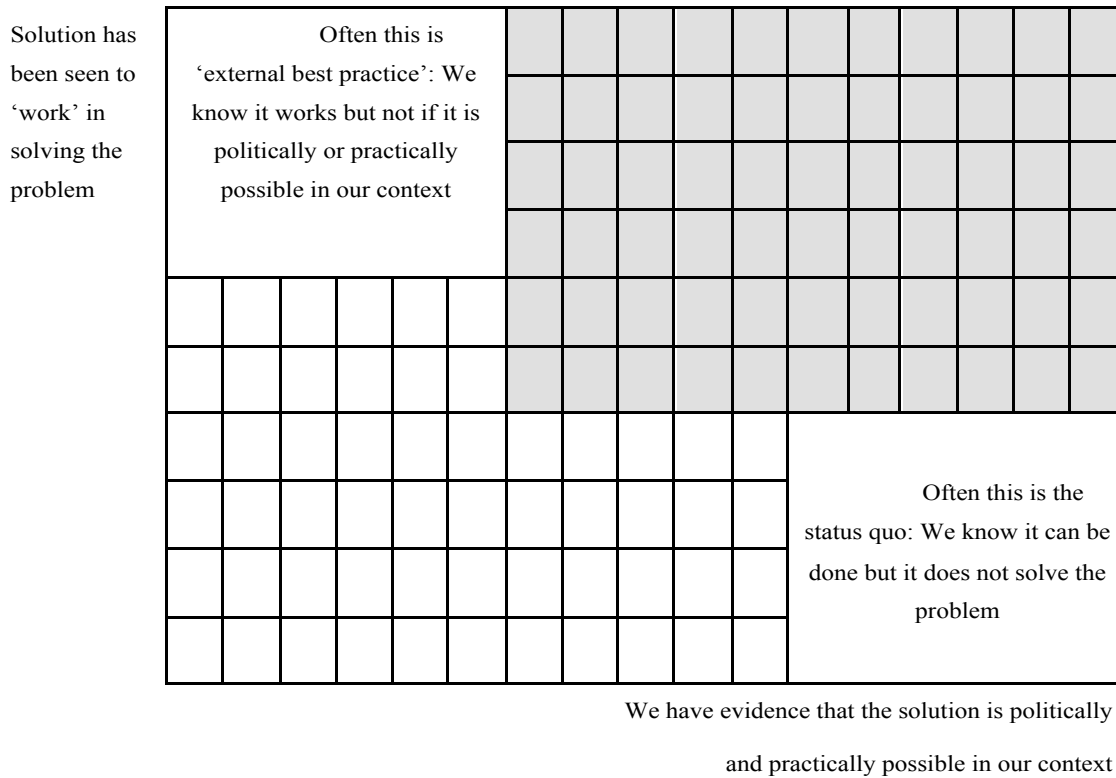 Solution has
been seen to
‘work’ in
solving the
problem
Often this is
‘external best practice’: We
know it works but not if it is
politically or practically
possible in our context
Often this is the
status quo: We know it can be
done but it does not solve the
problem
We have evidence that the solution is politically
and practically possible in our context